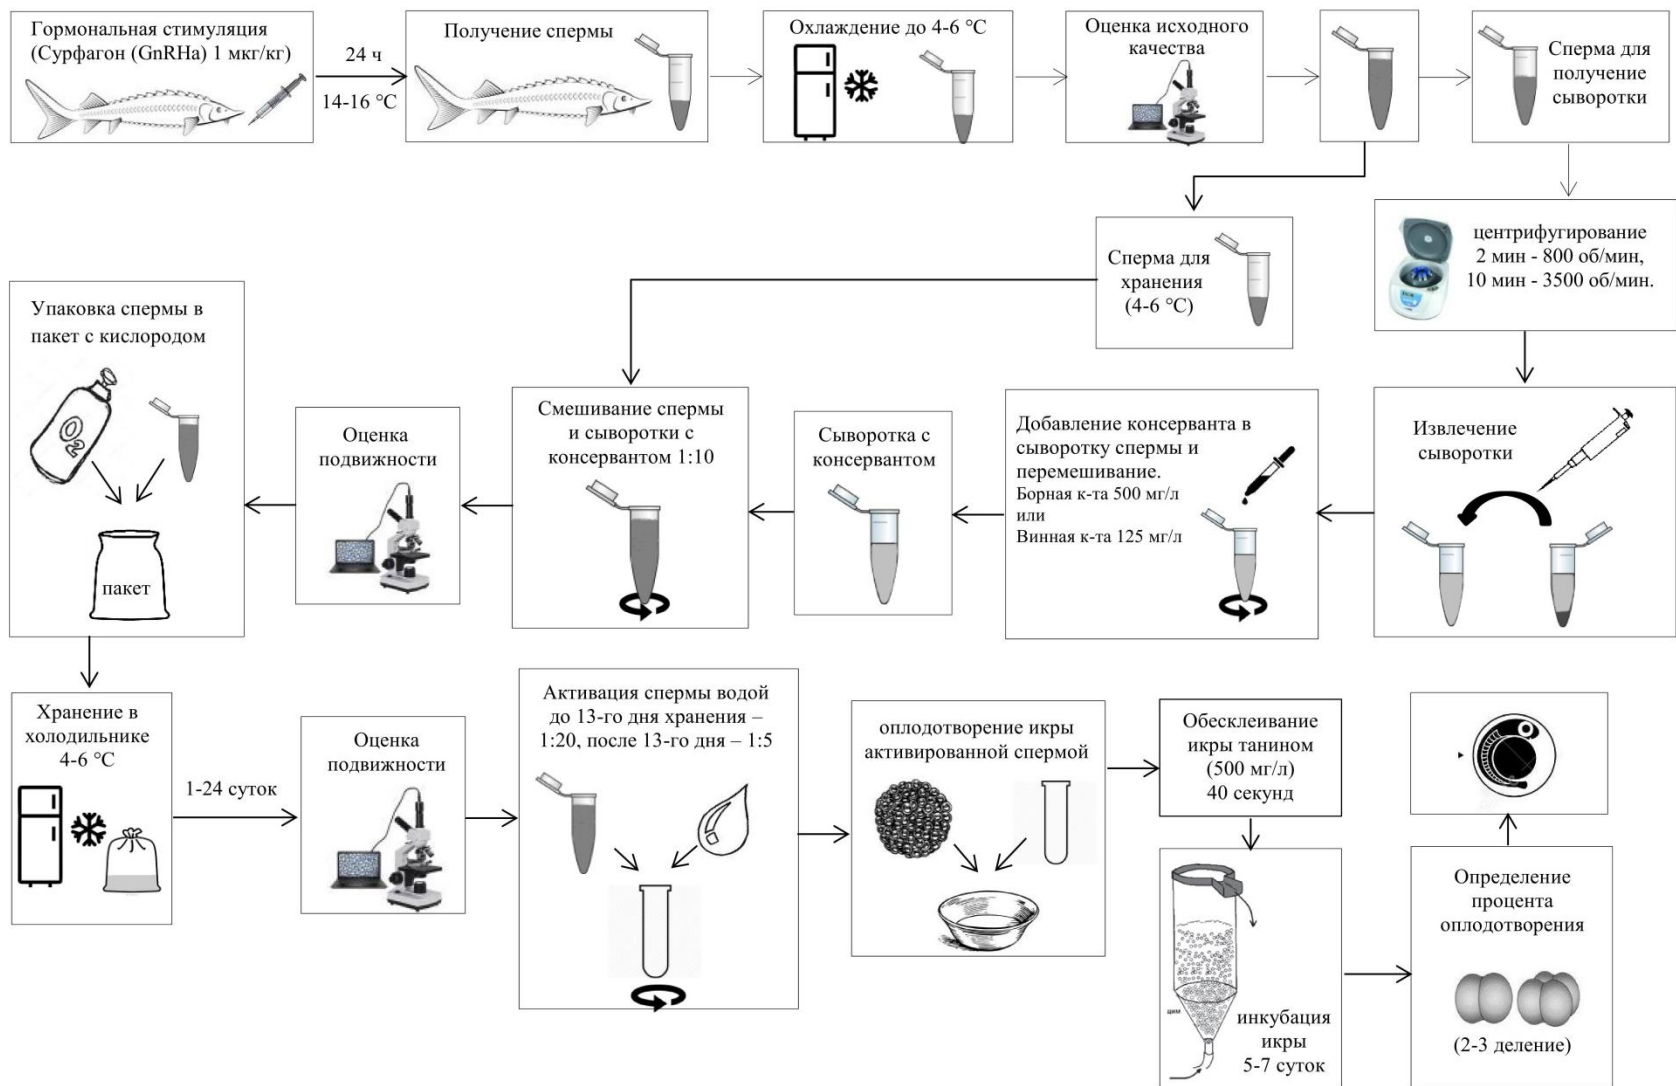 Гормональная стимуляция
(Сурфагон (GnRHa) 1 мкг/кг)
24 ч
14-16 °C
Получение спермы
Охлаждение до 4-6 °C
Оценка исходного
качества
Сперма для
получение
сыворотки
центрифугирование
2 мин - 800 об/мин,
10 мин - 3500 об/мин.
Сперма для
хранения
(4-6 °C)
Извлечение
сыворотки
Добавление консерванта в
сыворотку спермы и
перемешивание.
Борная к-та 500 мг/л
или
Винная к-та 125 мг/л
Сыворотка с
консервантом
Смешивание спермы
и сыворотки с
консервантом 1:10
Оценка
подвижности
Упаковка спермы в
пакет с кислородом
O2
пакет
Хранение в
холодильнике
4-6 °C
1-24 суток
Оценка
подвижности
Активация спермы водой
до 13-го дня хранения –
1:20, после 13-го дня – 1:5
оплодотворение икры
активированной спермой
Обесклеивание
икры танином
(500 мг/л)
40 секунд
инкубация
икры
5-7 суток
Определение
процента
оплодотворения
(2-3 деление)